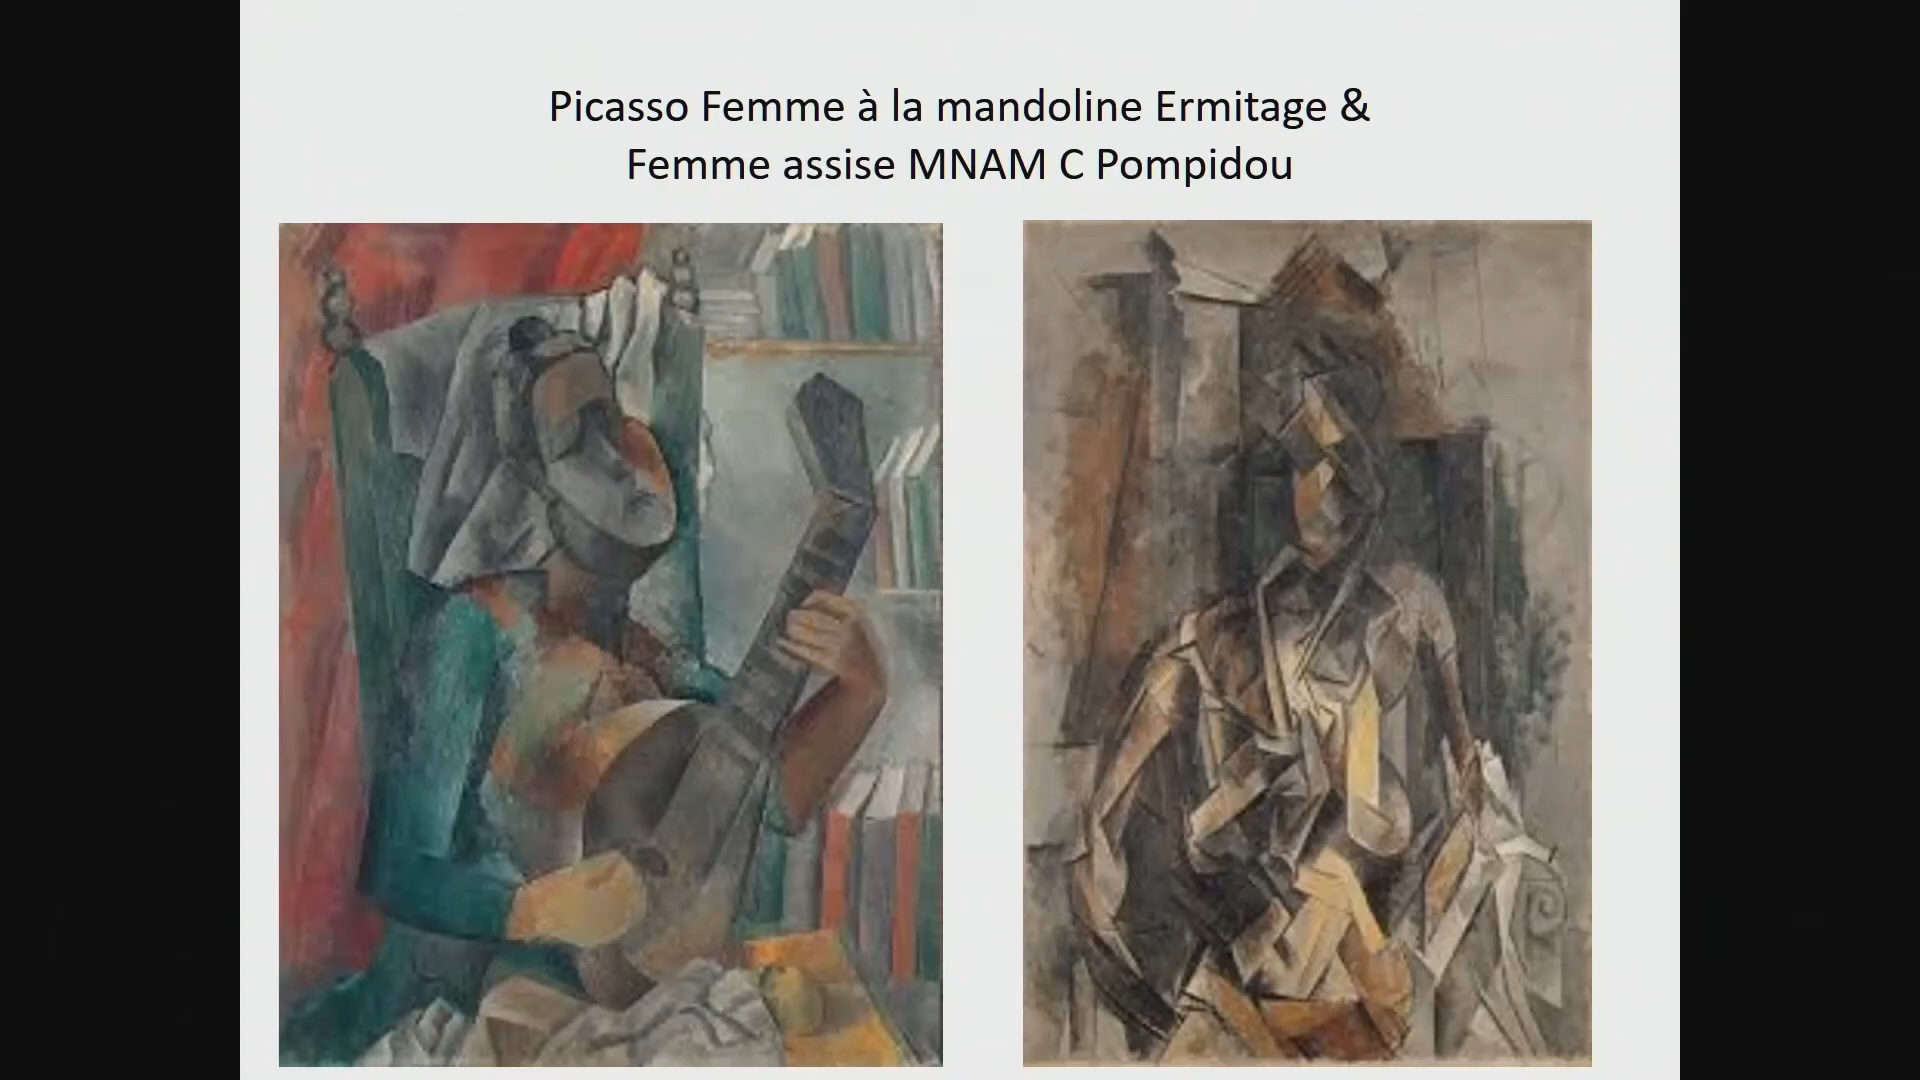 Picasso Femme à la mandoline Ermitage &
Femme assise MNAM C Pompidou